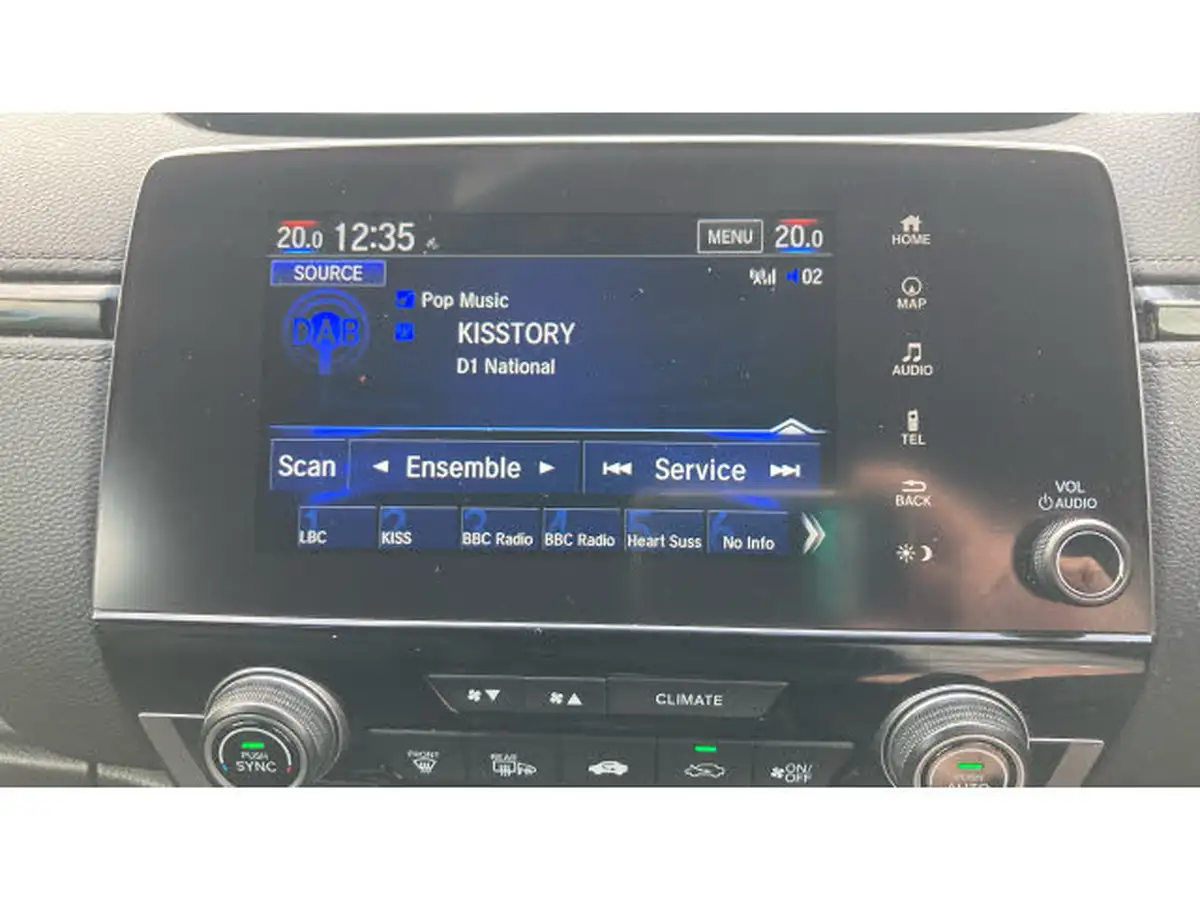 20.0 12:35 MENU 20.0
SOURCE 02
DAB
Pop Music
KISSTORY
D1 National
Scan Ensemble Service
1 2 3 4 5 6
LBC KISS BBC Radio BBC Radio Heart Suss No Info
HOME
MAP
AUDIO
TEL
BACK
VOL
AUDIO
CLIMATE
PUSH
SYNC
FRONT
REAR
ON/
OFF
PUSH
AUTO